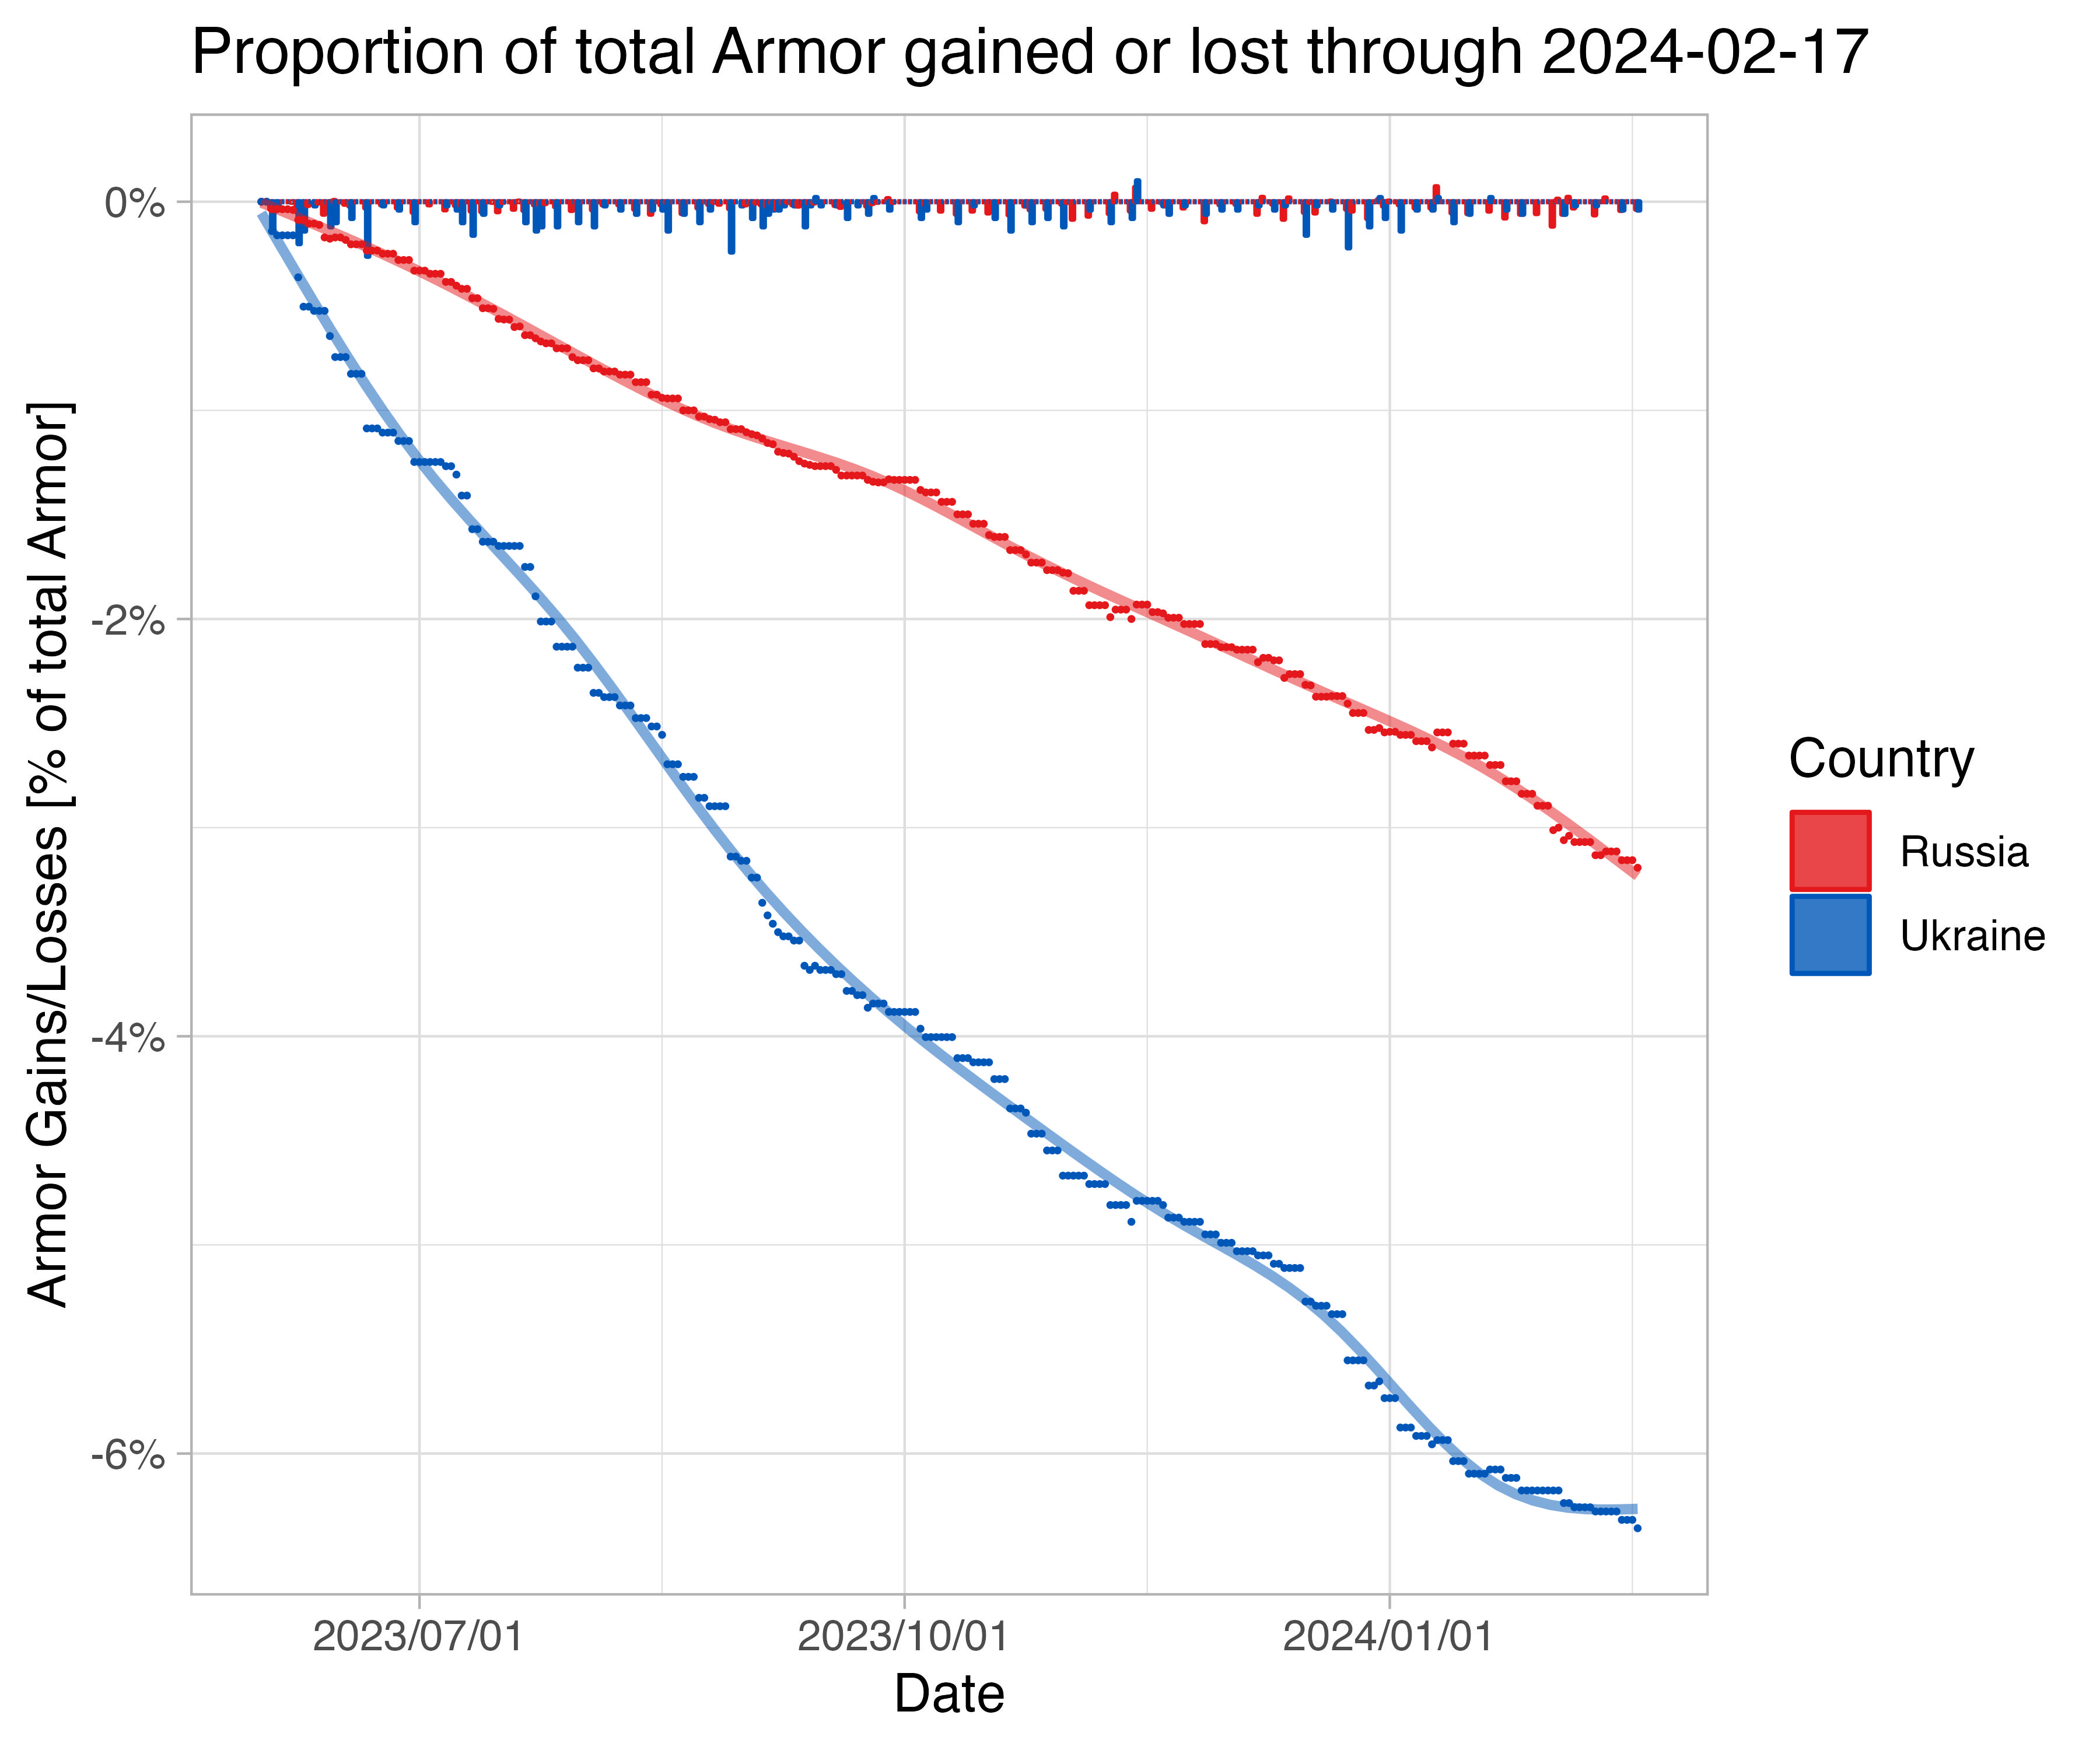 Proportion of total Armor gained or lost through 2024-02-17
Armor Gains/Losses [% of total Armor]
0%
-2%
-4%
-6%
2023/07/01
2023/10/01
2024/01/01
Date
Country
Russia
Ukraine